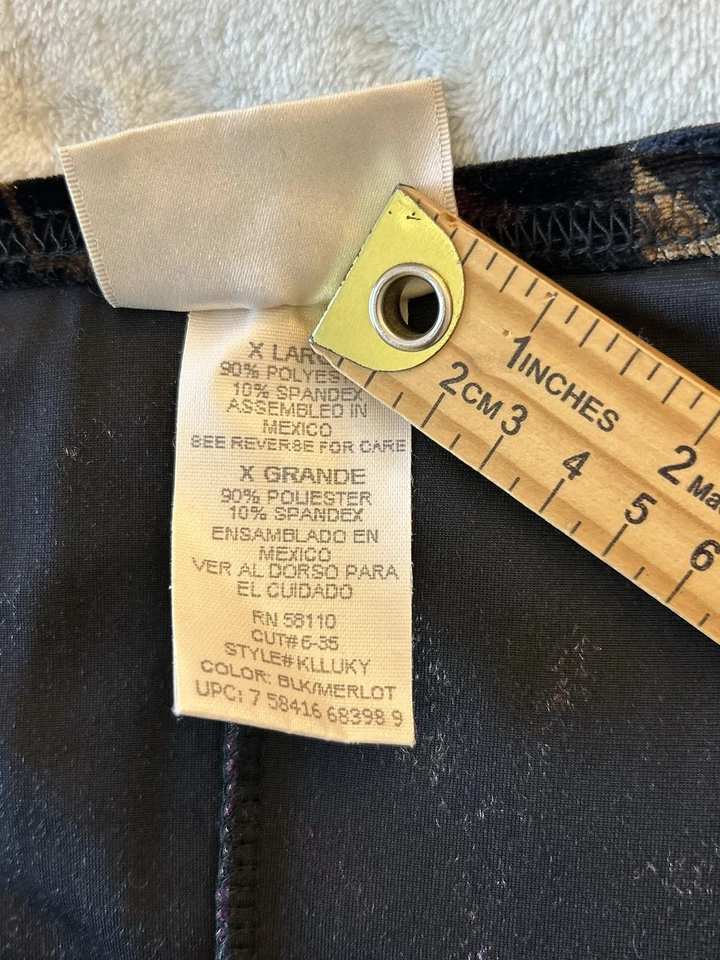 X LARG
90% POLYES
10% SPANDEX
ASSEMBLED IN
MEXICO
SEE REVERSE FOR CARE
X GRANDE
90% POLIESTER
10% SPANDEX
ENSAMBLADO EN
MEXICO
VER AL DORSO PARA
EL CUIDADO
RN 58110
CUT# 6-35
STYLE# KLLUKY
COLOR: BLK/MERLOT
UPC: 7 58416 68398 9
1 INCHES 2 Ma
2 CM 3 4 5 6